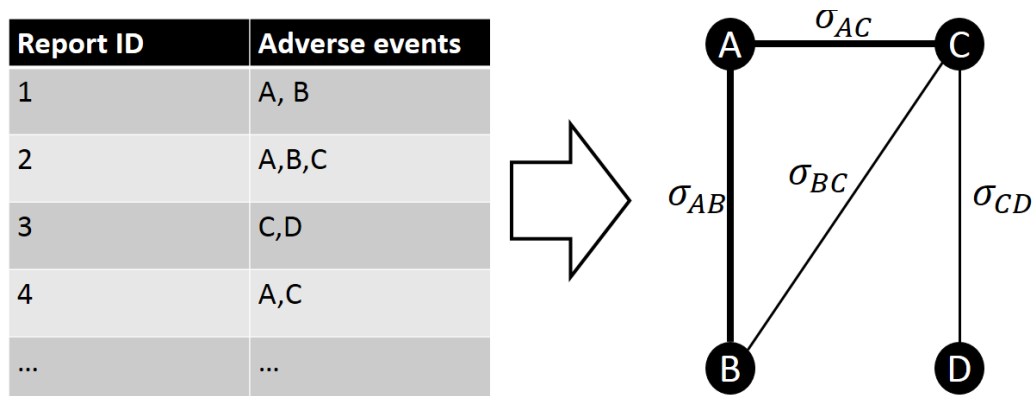 Report ID Adverse events
1 A, B
2 A,B,C
3 C,D
4 A,C
... ...
A σ_AC C
σ_AB σ_BC σ_CD
B D